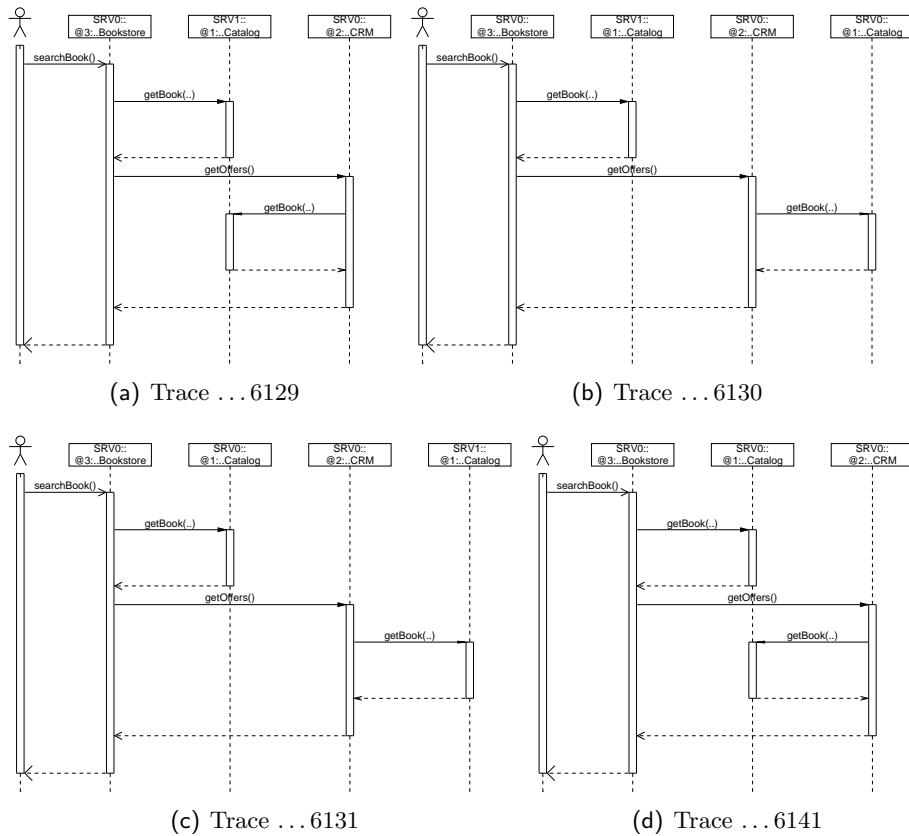 SRV0::
@3:..Bookstore
SRV1::
@1:..Catalog
SRV0::
@2:..CRM
searchBook()
getBook(..)
getOffers()
getBook(..)
(a) Trace ...6129
SRV0::
@3:..Bookstore
SRV1::
@1:..Catalog
SRV0::
@2:..CRM
SRV0::
@1:..Catalog
searchBook()
getBook(..)
getOffers()
getBook(..)
(b) Trace ...6130
SRV0::
@3:..Bookstore
SRV0::
@1:..Catalog
SRV0::
@2:..CRM
SRV1::
@1:..Catalog
searchBook()
getBook(..)
getOffers()
getBook(..)
(c) Trace ...6131
SRV0::
@3:..Bookstore
SRV0::
@1:..Catalog
SRV0::
@2:..CRM
searchBook()
getBook(..)
getOffers()
getBook(..)
(d) Trace ...6141